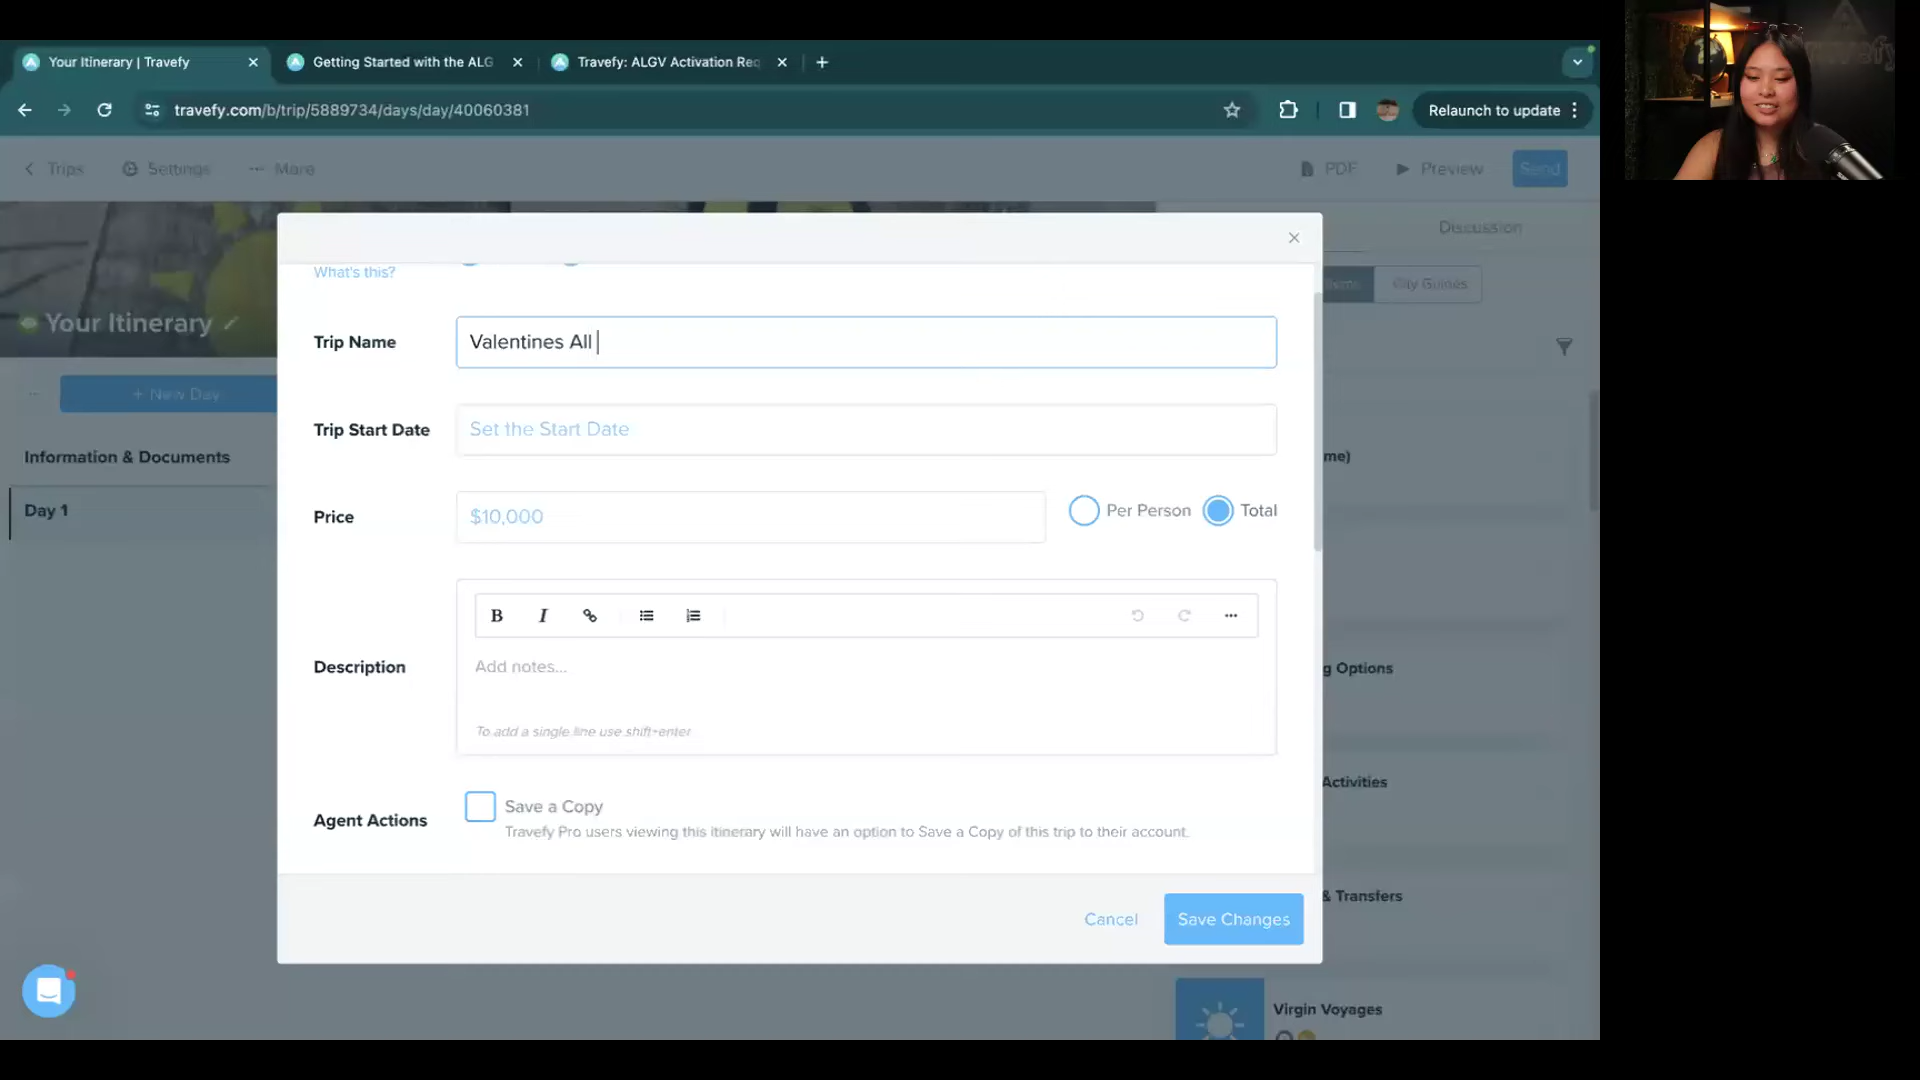 Your Itinerary | Travefy
Getting Started with the ALG
Travefy: ALGV Activation Req
travefy.com/b/trip/5889734/days/day/40060381
Relaunch to update
Trips
Settings
More
PDF
Preview
Send
Discussion
What's this?
City Guides
Your Itinerary
Trip Name
Valentines All
+ New Day
Trip Start Date
Set the Start Date
Information & Documents
me)
Day 1
Price
$10,000
Per Person
Total
B I
Description
Add notes...
g Options
To add a single line use shift+enter
Activities
Agent Actions
Save a Copy
Travefy Pro users viewing this itinerary will have an option to Save a Copy of this trip to their account.
& Transfers
Cancel
Save Changes
Virgin Voyages